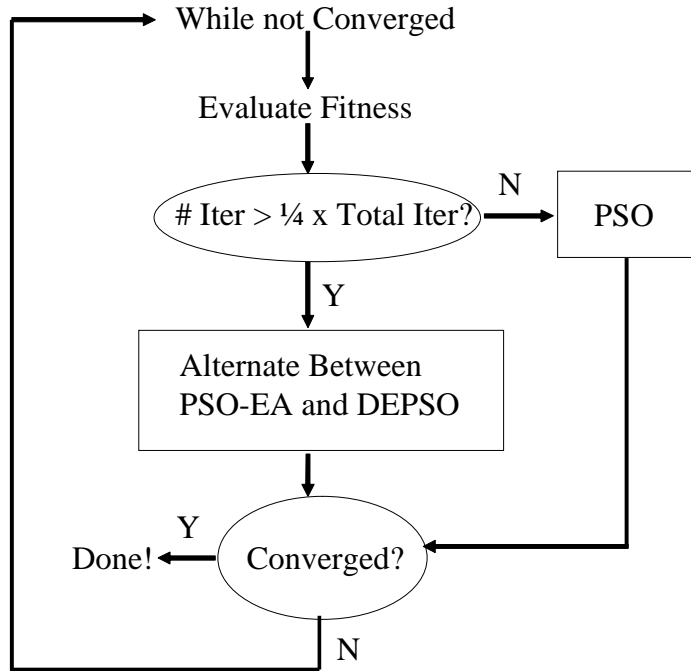 While not Converged
Evaluate Fitness
# Iter > ¼ x Total Iter?
N
PSO
Y
Alternate Between
PSO-EA and DEPSO
Y
Done!
Converged?
N